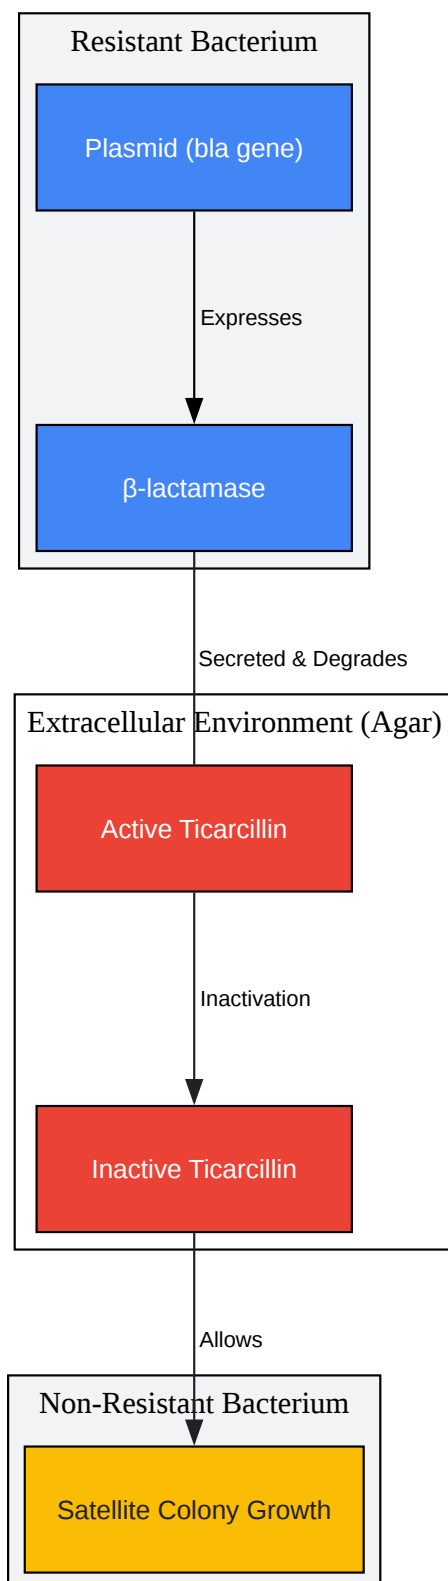 Resistant Bacterium
Plasmid (bla gene)
Expresses
β-lactamase
Secreted & Degrades
Extracellular Environment (Agar)
Active Ticarcillin
Inactivation
Inactive Ticarcillin
Allows
Non-Resistant Bacterium
Satellite Colony Growth